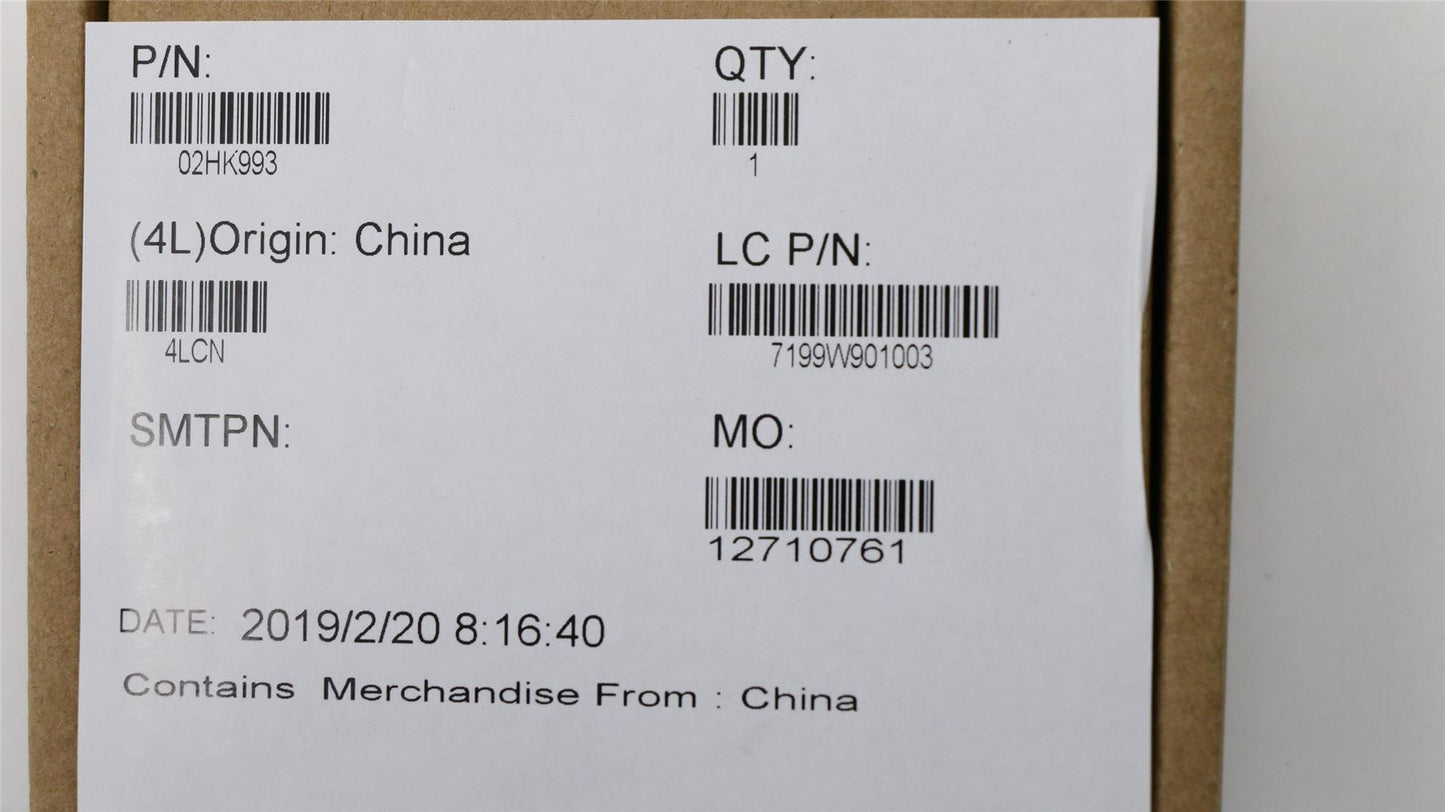 P/N:
02HK993
QTY:
1
(4L)Origin: China
4LCN
LC P/N:
7199W901003
SMTPN:
MO:
12710761
DATE: 2019/2/20 8:16:40
Contains Merchandise From : China